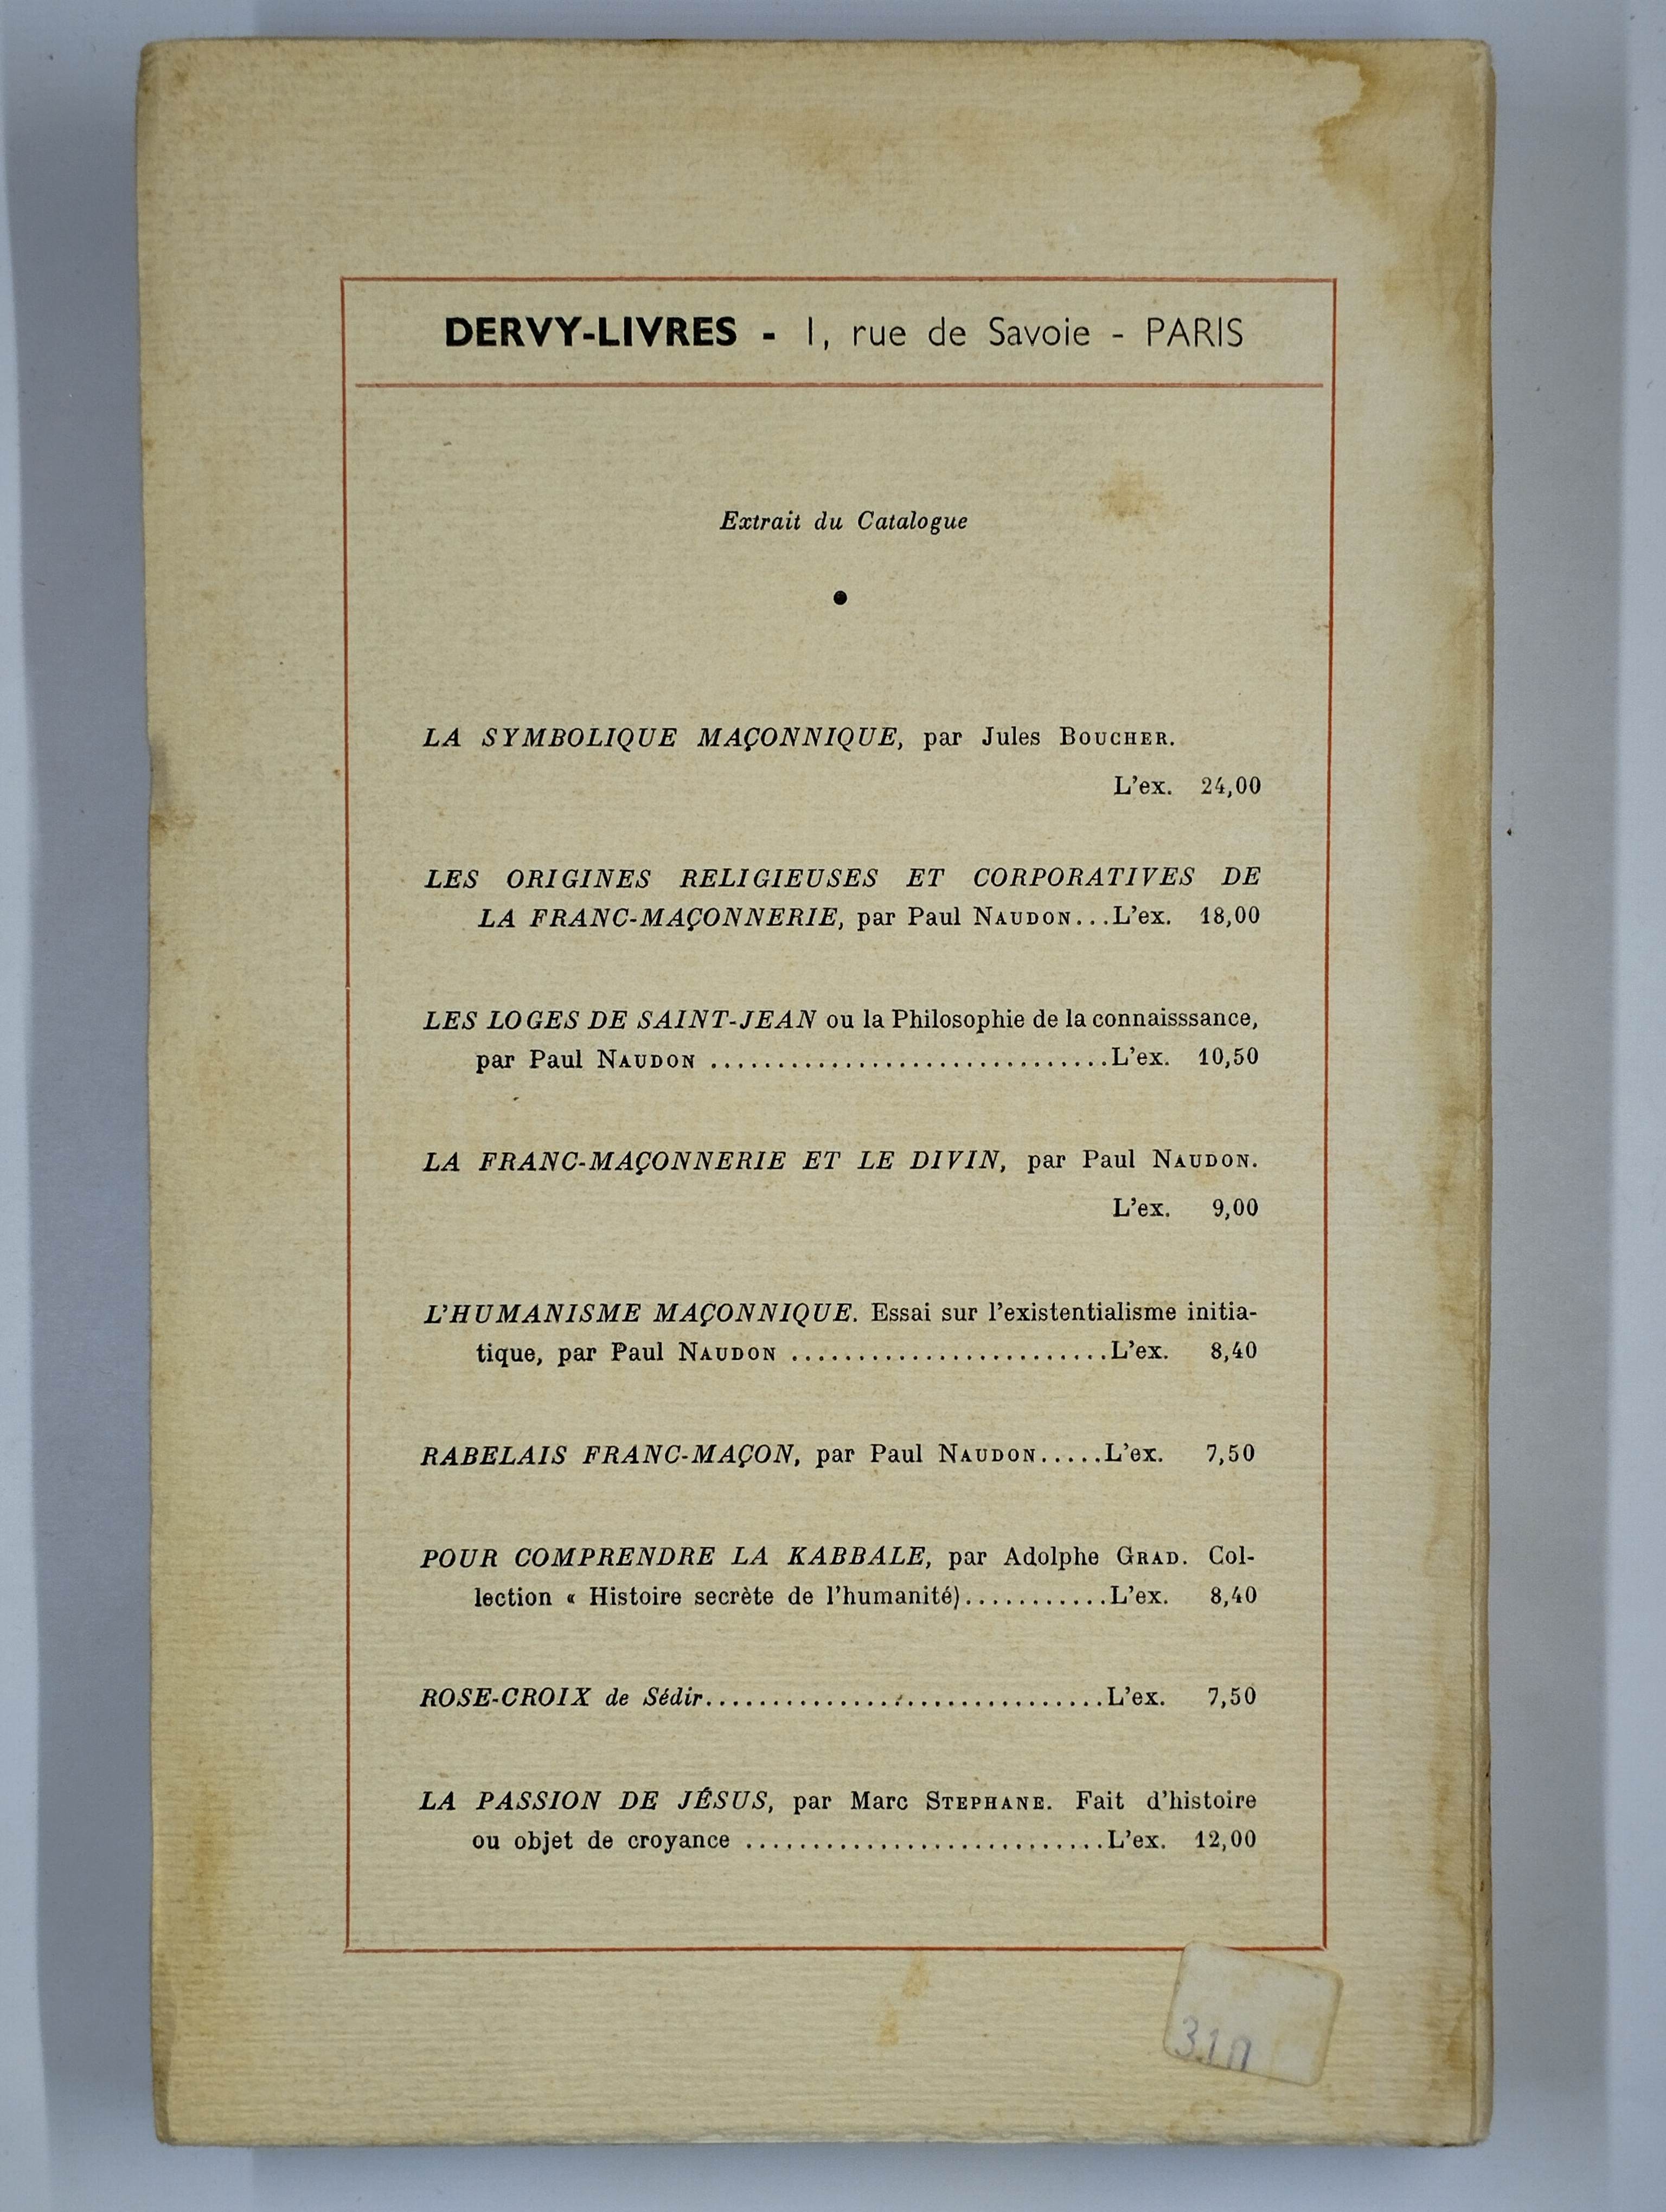 DERVY-LIVRES - 1, rue de Savoie - PARIS
Extrait du Catalogue
●
LA SYMBOLIQUE MAÇONNIQUE, par Jules BOUCHER.
L'ex. 24,00
LES ORIGINES RELIGIEUSES ET CORPORATIVES DE
LA FRANC-MAÇONNERIE, par Paul NAUDON...L'ex. 18,00
LES LOGES DE SAINT-JEAN ou la Philosophie de la connaisssance,
par Paul NAUDON ..............................L'ex. 10,50
LA FRANC-MAÇONNERIE ET LE DIVIN, par Paul NAUDON.
L'ex. 9,00
L'HUMANISME MAÇONNIQUE. Essai sur l'existentialisme initia-
tique, par Paul NAUDON ........................L'ex. 8,40
RABELAIS FRANC-MAÇON, par Paul NAUDON.....L'ex. 7,50
POUR COMPRENDRE LA KABBALE, par Adolphe GRAD. Col-
lection « Histoire secrète de l'humanité)...........L'ex. 8,40
ROSE-CROIX de Sédir..............................L'ex. 7,50
LA PASSION DE JÉSUS, par Marc STEPHANE. Fait d'histoire
ou objet de croyance ...........................L'ex. 12,00